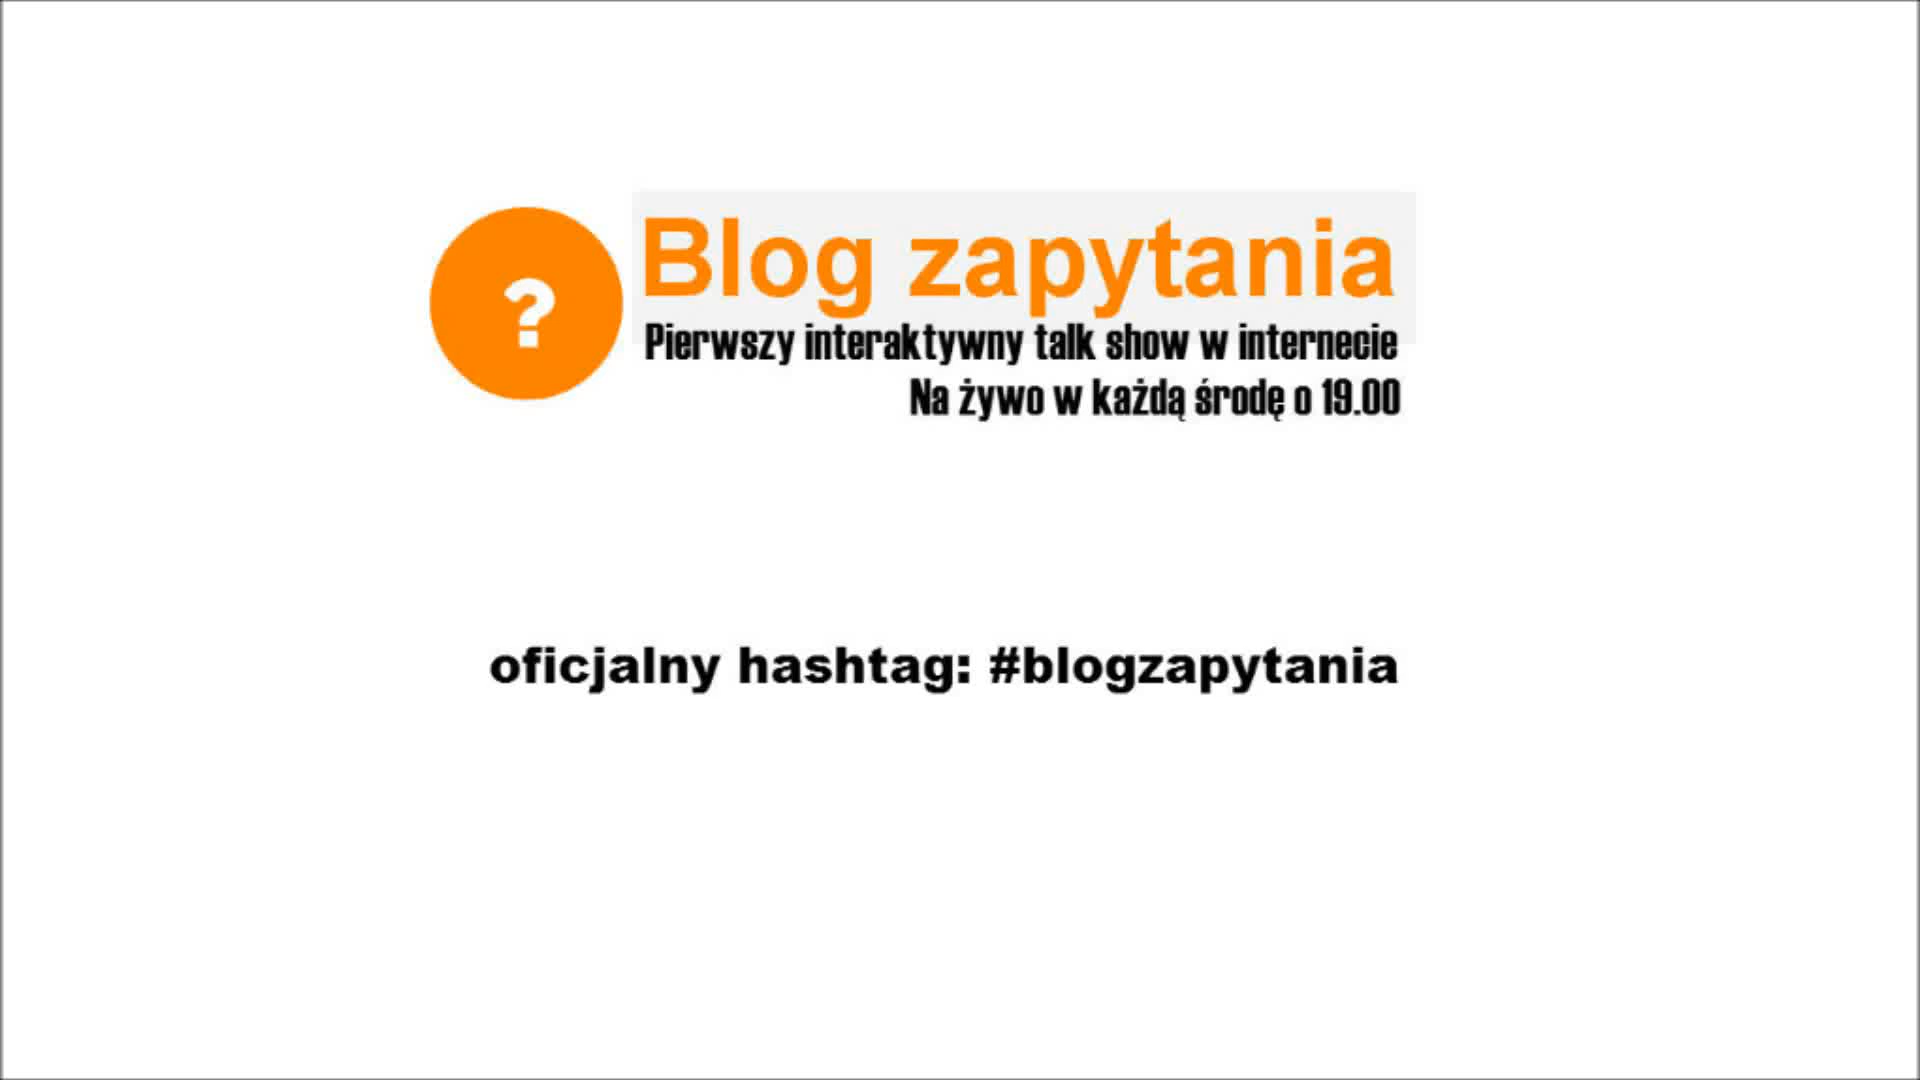 ?
Blog zapytania
Pierwszy interaktywny talk show w internecie
Na żywo w każdą środę o 19.00
oficjalny hashtag: #blogzapytania